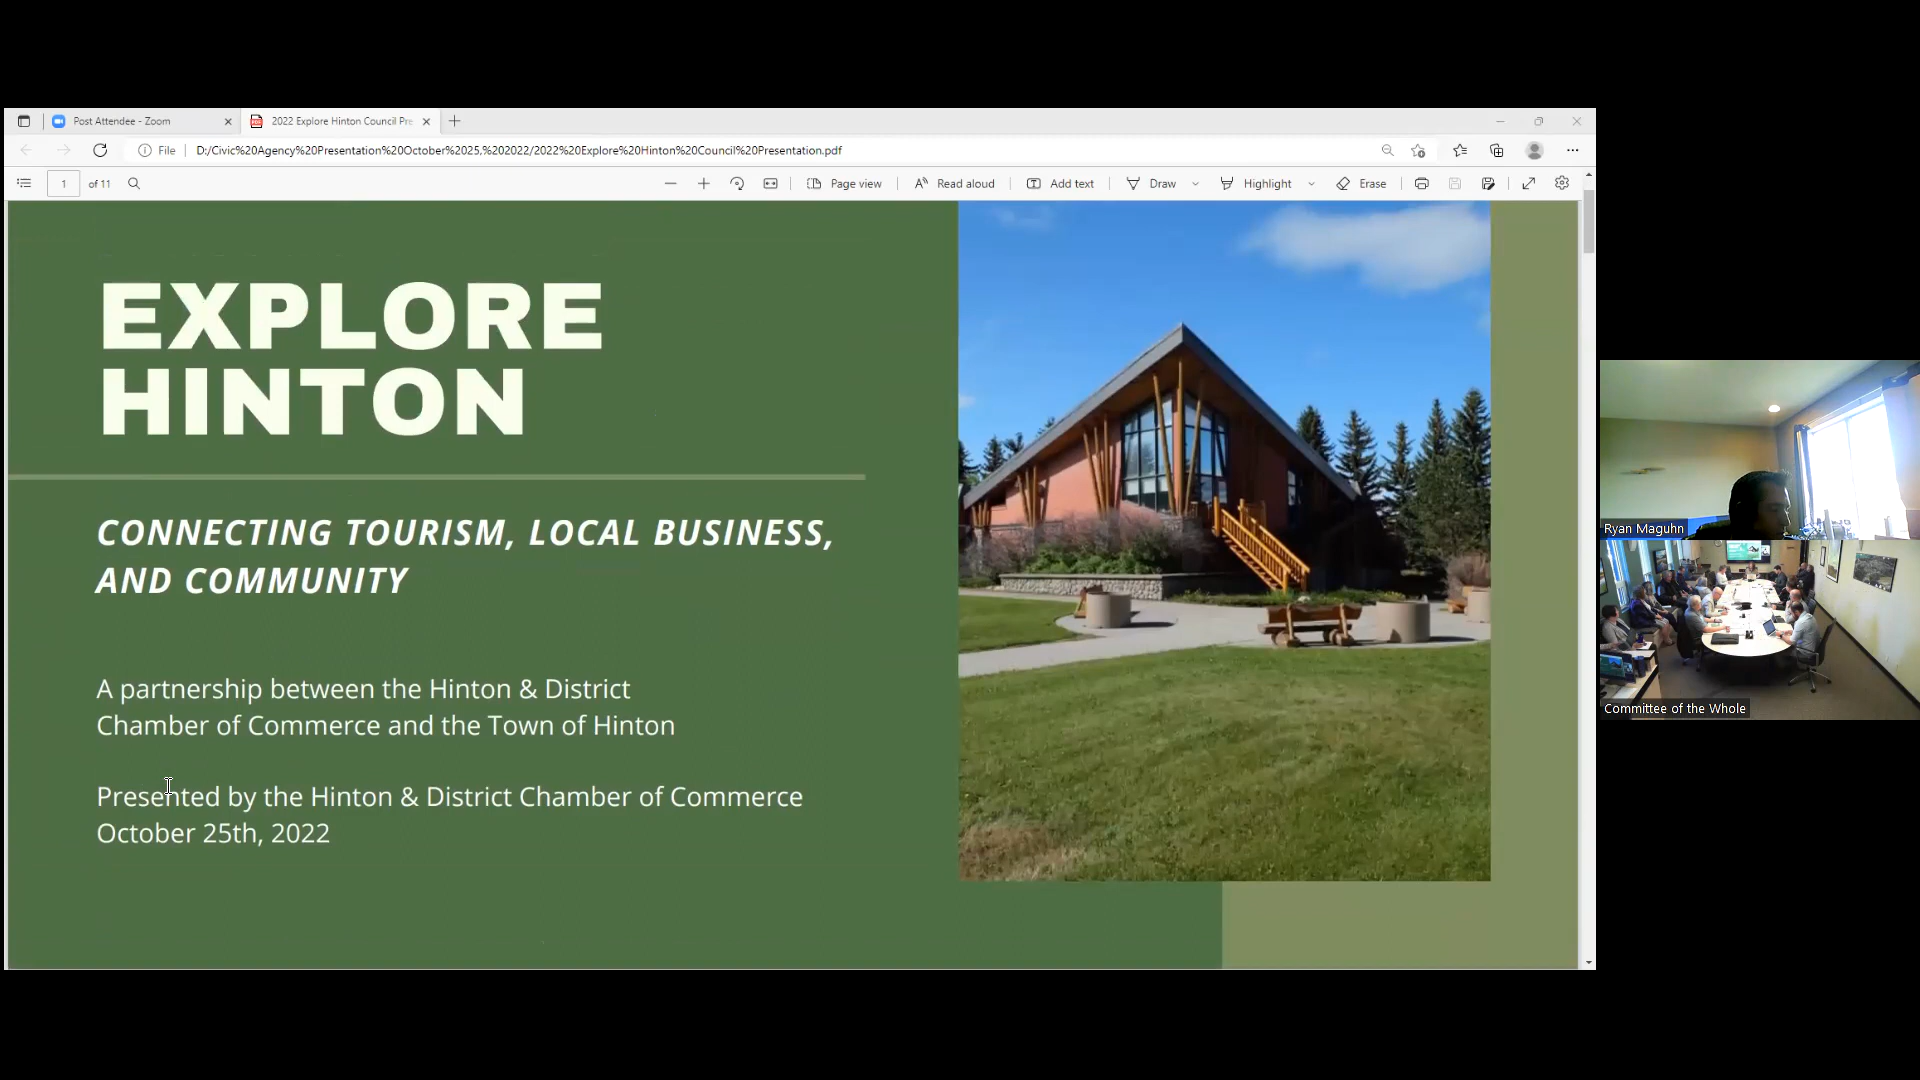 Post Attendee - Zoom
2022 Explore Hinton Council Pre
File
D:/Civic%20Agency%20Presentation%20October%2025,%202022/2022%20Explore%20Hinton%20Council%20Presentation.pdf
1 of 11
Page view
Read aloud
Add text
Draw
Highlight
Erase
EXPLORE
HINTON
CONNECTING TOURISM, LOCAL BUSINESS,
AND COMMUNITY
A partnership between the Hinton & District
Chamber of Commerce and the Town of Hinton
Presented by the Hinton & District Chamber of Commerce
October 25th, 2022
Ryan Maguhn
Committee of the Whole